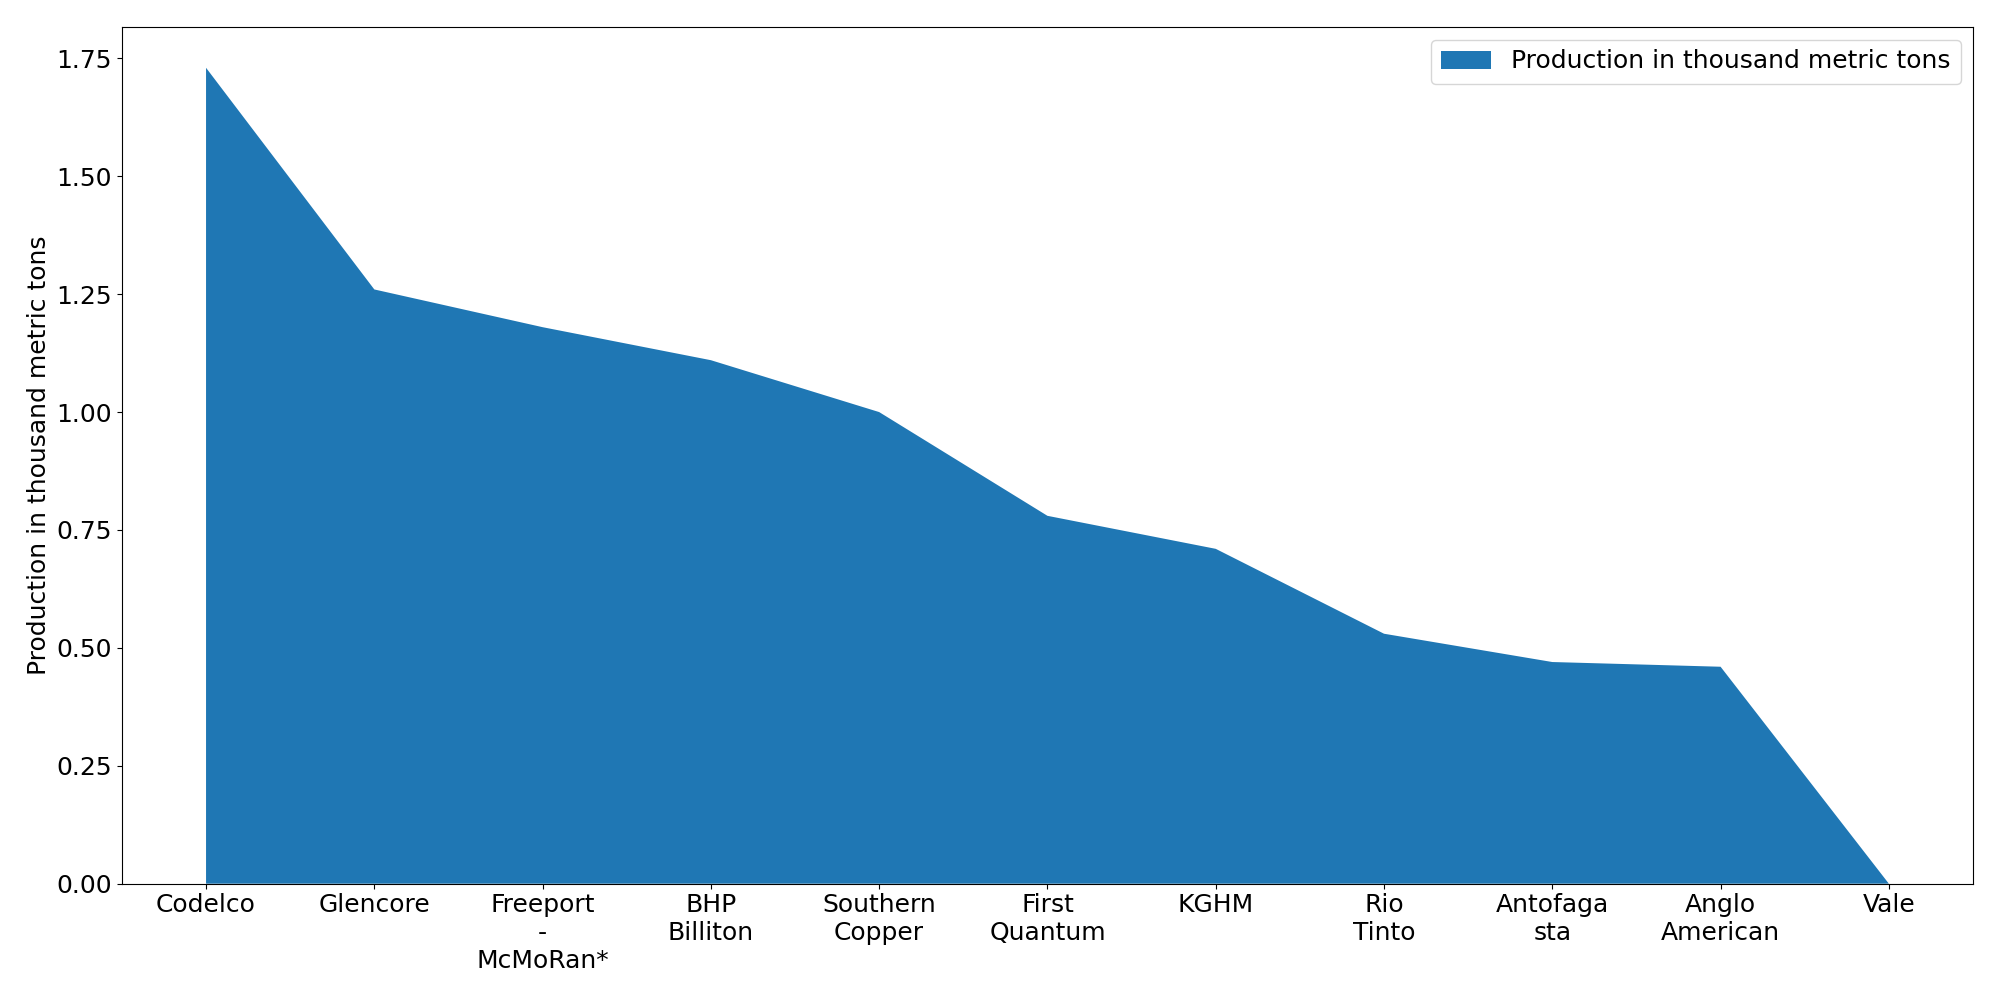 Production in thousand metric tons
1.75
1.50
1.25
1.00
0.75
0.50
0.25
0.00
Production in thousand metric tons
Codelco
Glencore
Freeport
-
McMoRan*
BHP
Billiton
Southern
Copper
First
Quantum
KGHM
Rio
Tinto
Antofaga
sta
Anglo
American
Vale